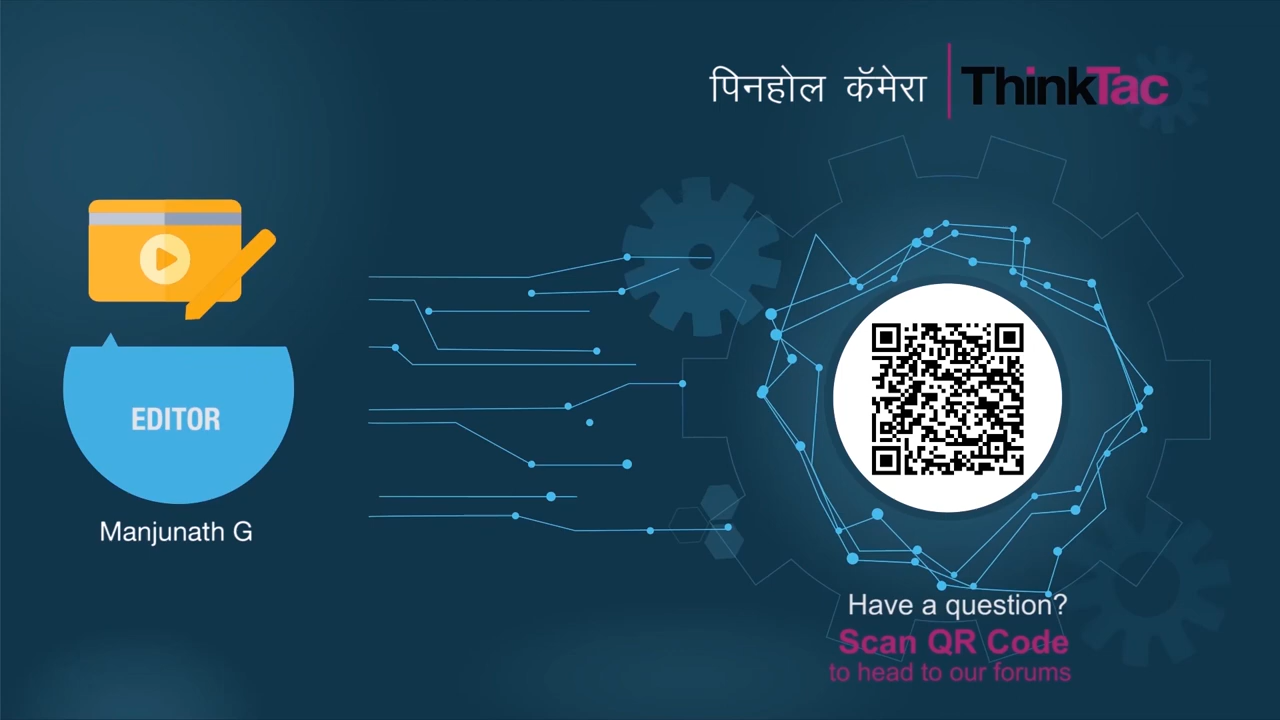 पिनहोल कॅमेरा
ThinkTac
EDITOR
Manjunath G
Have a question?
Scan QR Code
to head to our forums